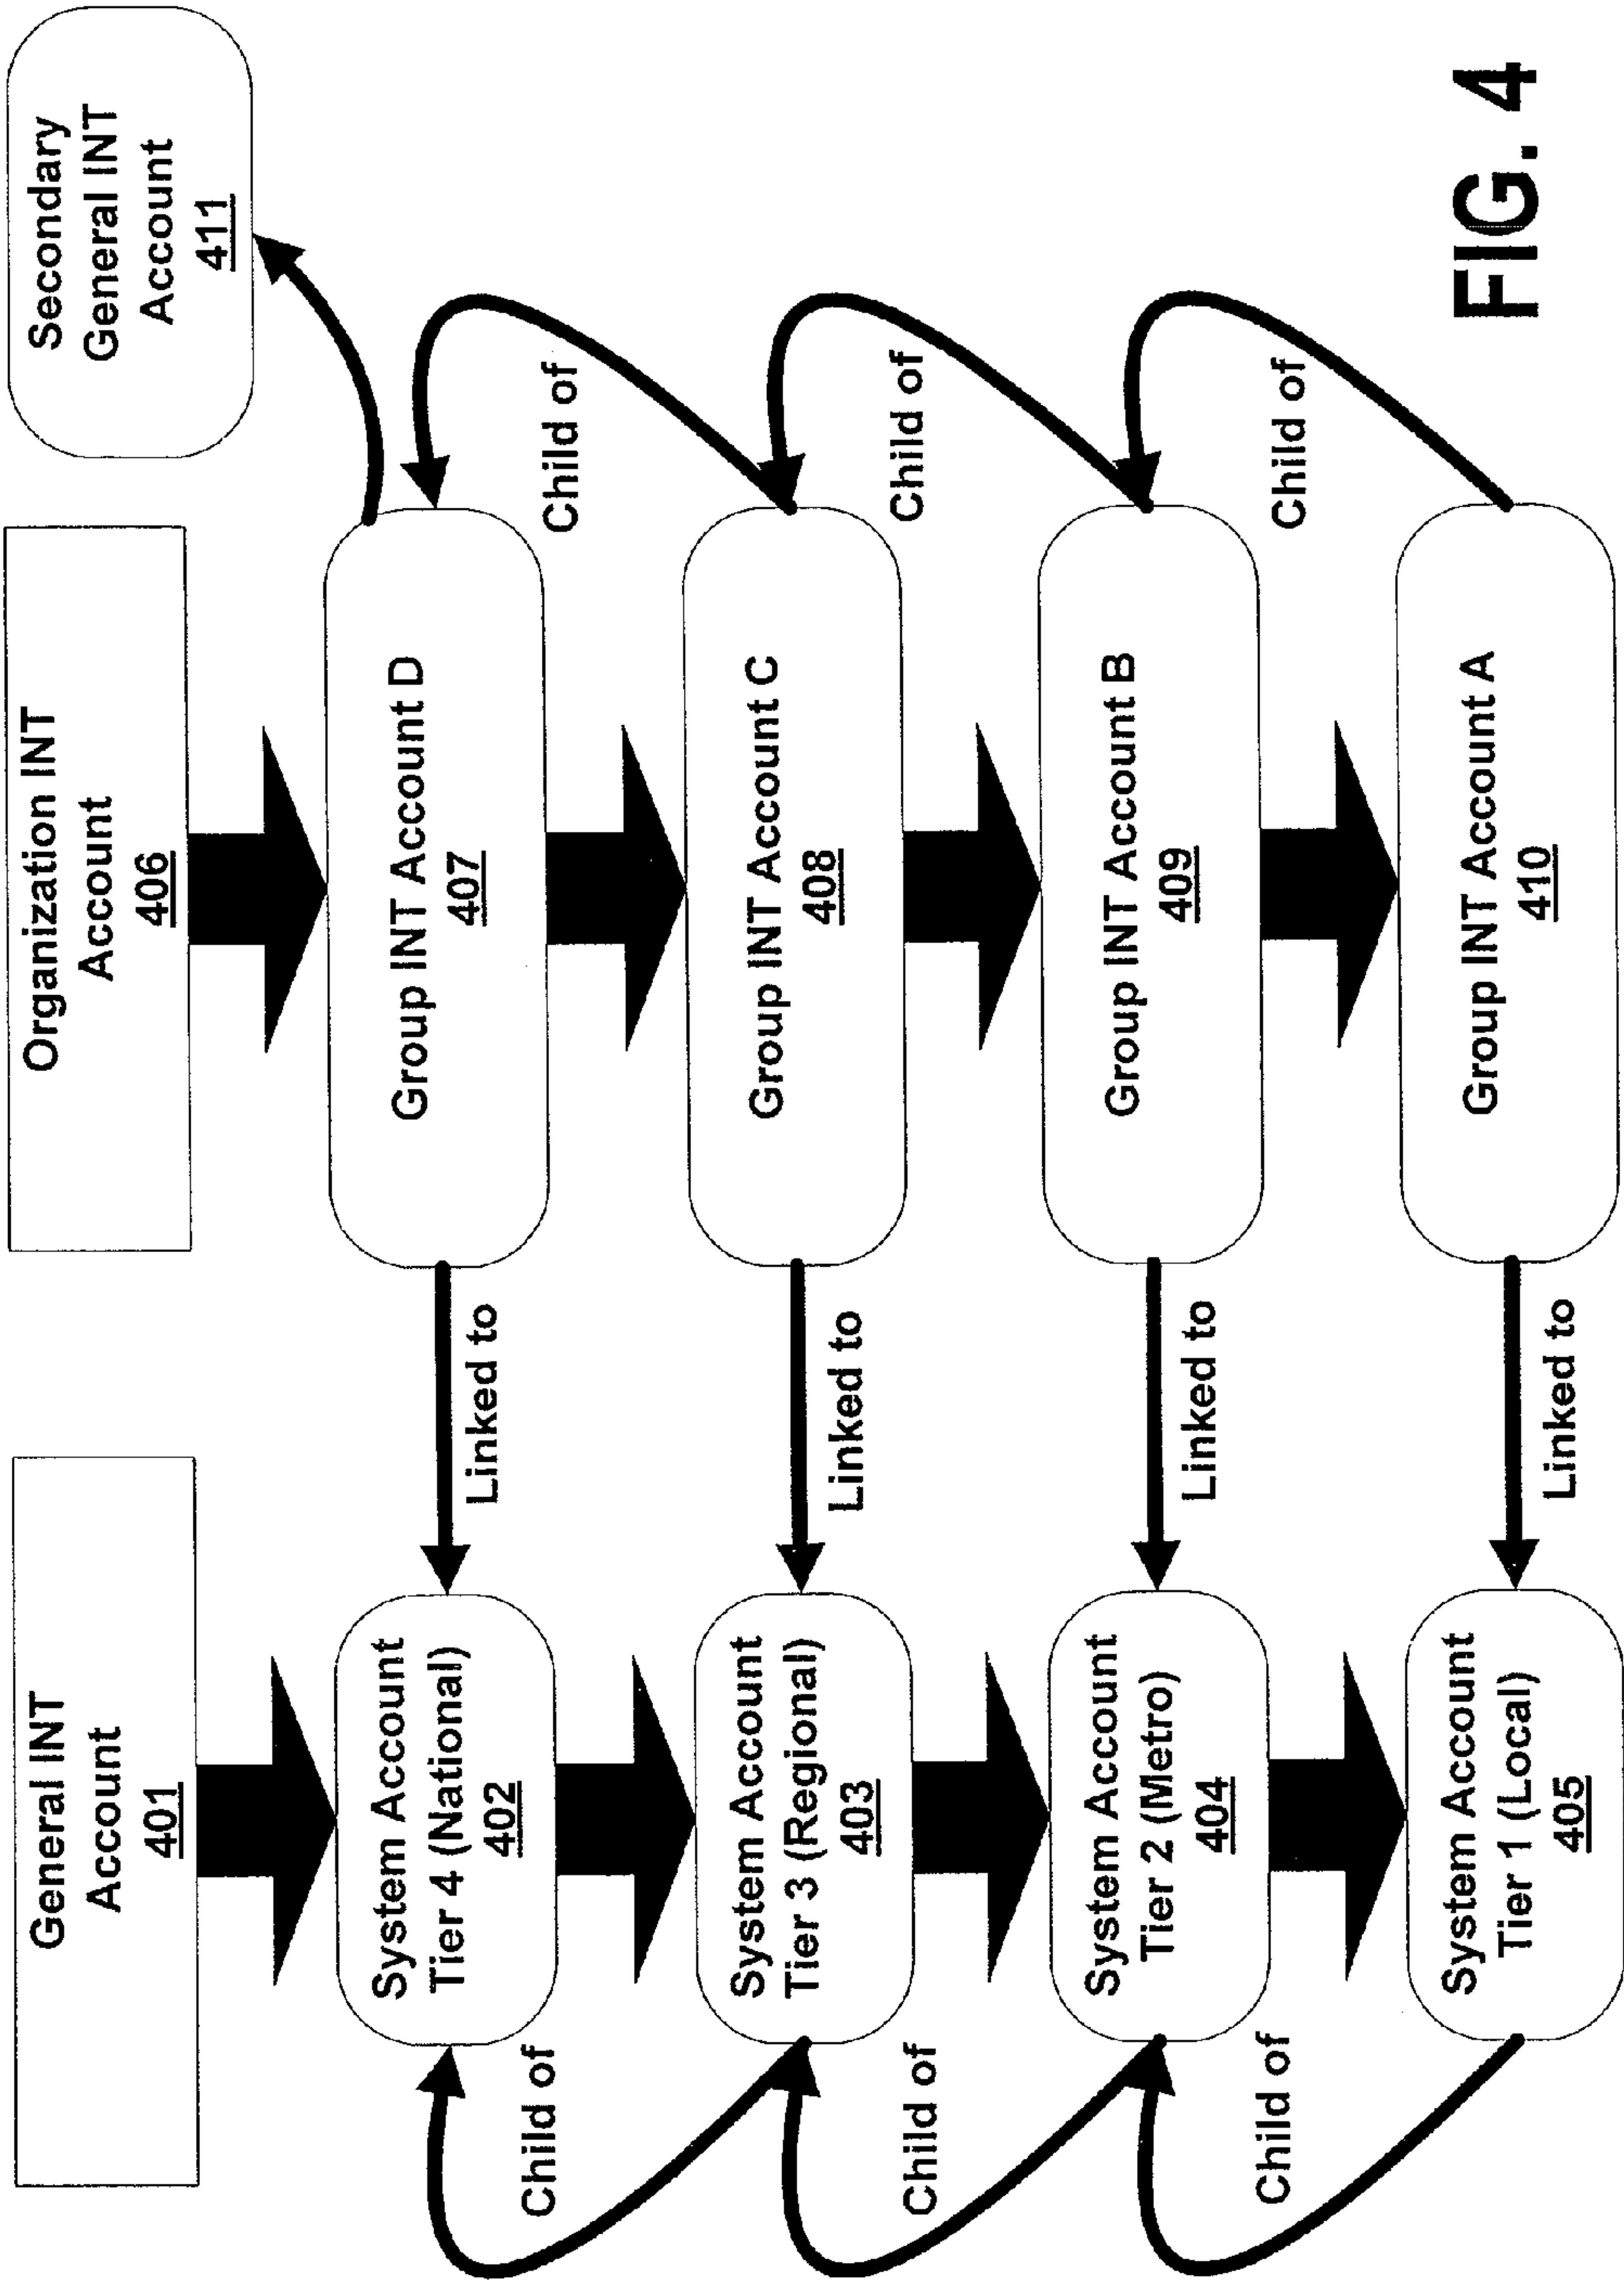 General INT
Account
401
Organization INT
Account
406
Secondary
General INT
Account
411
System Account
Tier 4 (National)
402
Linked to
Group INT Account D
407
Child of
Child of
System Account
Tier 3 (Regional)
403
Linked to
Group INT Account C
408
Child of
Child of
System Account
Tier 2 (Metro)
404
Linked to
Group INT Account B
409
Child of
Child of
System Account
Tier 1 (Local)
405
Linked to
Group INT Account A
410
FIG. 4